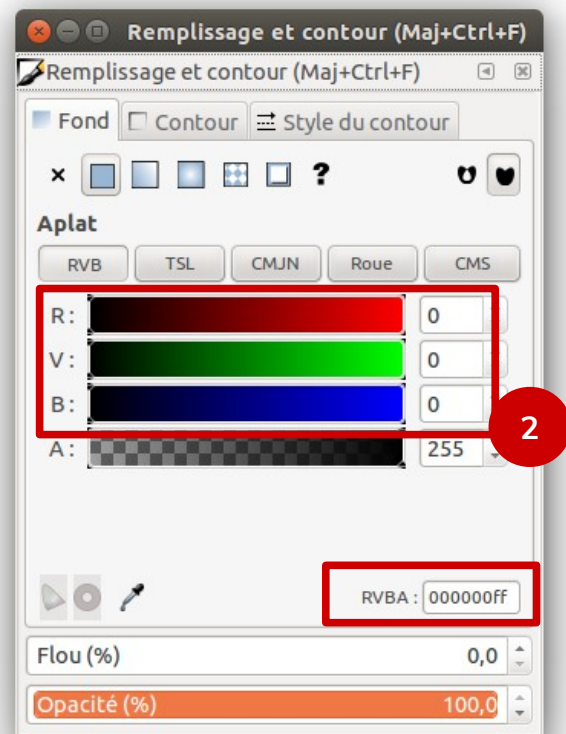 Remplissage et contour (Maj+Ctrl+F)
Remplissage et contour (Maj+Ctrl+F)
Fond Contour Style du contour
?
Aplat
RVB TSL CMJN Roue CMS
R: 0
V: 0
B: 0
2
A: 255
RVBA: 000000ff
Flou (%) 0,0
Opacité (%) 100,0